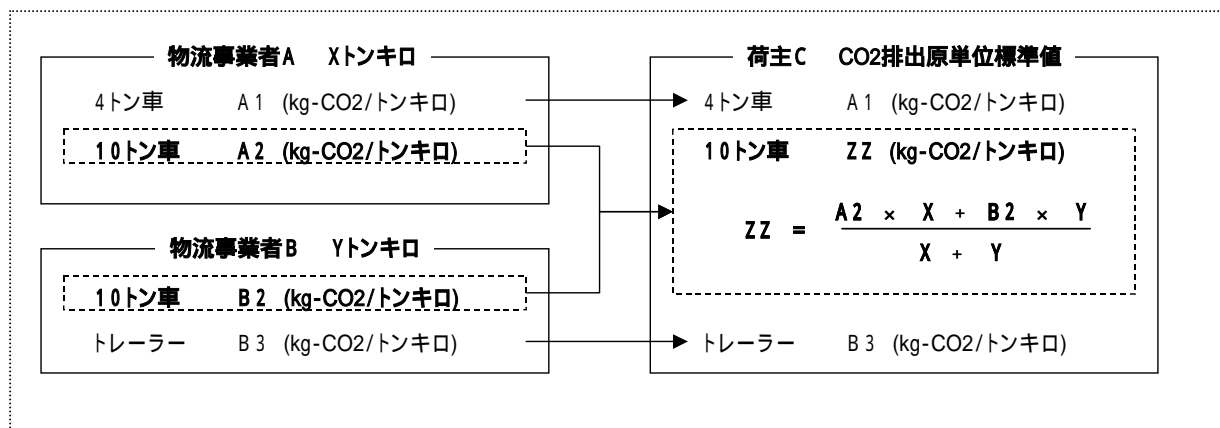 物流事業者A Xトンキロ
4トン車 A1 (kg-CO2/トンキロ)
10トン車 A2 (kg-CO2/トンキロ)
物流事業者B Yトンキロ
10トン車 B2 (kg-CO2/トンキロ)
トレーラー B3 (kg-CO2/トンキロ)
荷主C CO2排出原単位標準値
4トン車 A1 (kg-CO2/トンキロ)
10トン車 ZZ (kg-CO2/トンキロ)
A2 × X + B2 × Y
ZZ =
X + Y
トレーラー B3 (kg-CO2/トンキロ)